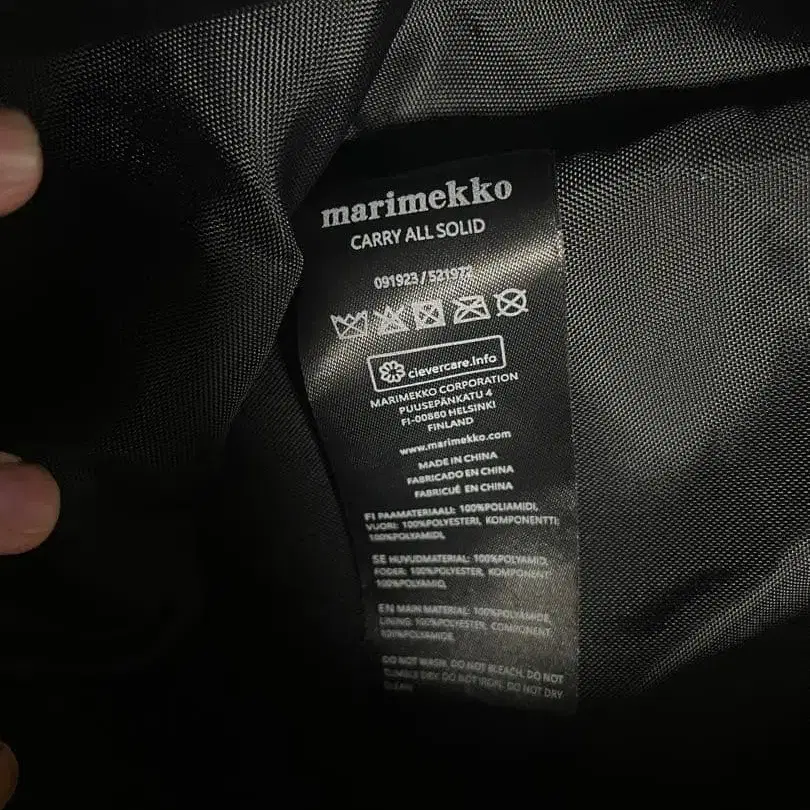 marimekko
CARRY ALL SOLID
091923 / 521972
clevercare.info
MARIMEKKO CORPORATION
PUUSEPÄNKATU 4
FI-00880 HELSINKI
FINLAND
www.marimekko.com
MADE IN CHINA
FABRICADO EN CHINA
FABRIQUÉ EN CHINA
FI PAAMATERIAALI: 100%POLIAMIDI,
VUORI: 100%POLYESTERI, KOMPONENTTI:
100%POLYAMIDI,
SE HUVUDMATERIAL: 100%POLYAMID,
FODER: 100%POLYESTER, KOMPONENT:
100%POLYAMID,
EN MAIN MATERIAL: 100%POLYAMIDE,
LINING: 100%POLYESTER, COMPONENT:
100%POLYAMIDE,
DO NOT WASH, DO NOT BLEACH, DO NOT
TUMBLE DRY, DO NOT IRON, DO NOT DRY
CLEAN